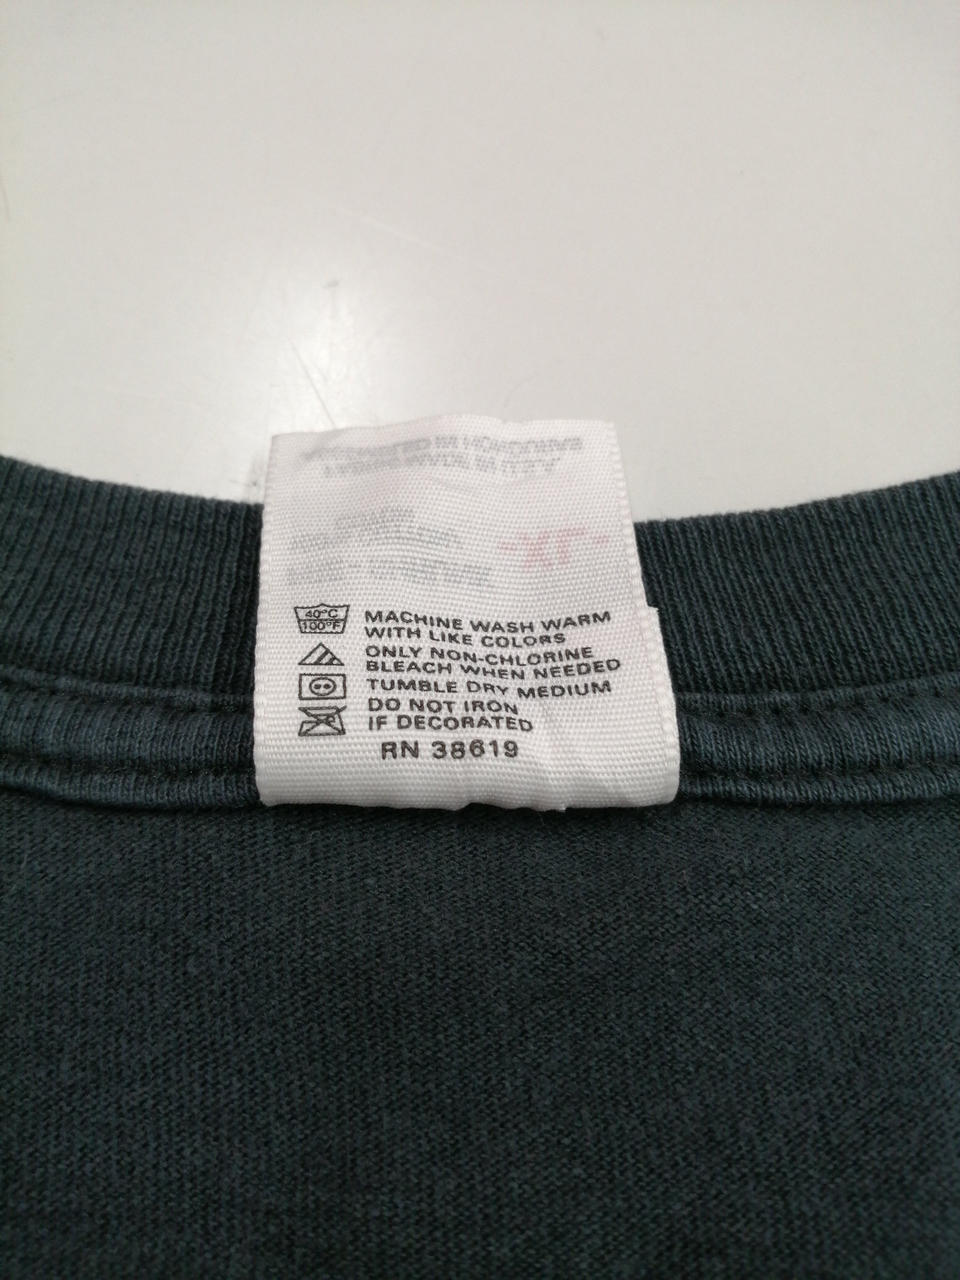 40°C
100°F
MACHINE WASH WARM
WITH LIKE COLORS
ONLY NON-CHLORINE
BLEACH WHEN NEEDED
TUMBLE DRY MEDIUM
DO NOT IRON
IF DECORATED
RN 38619